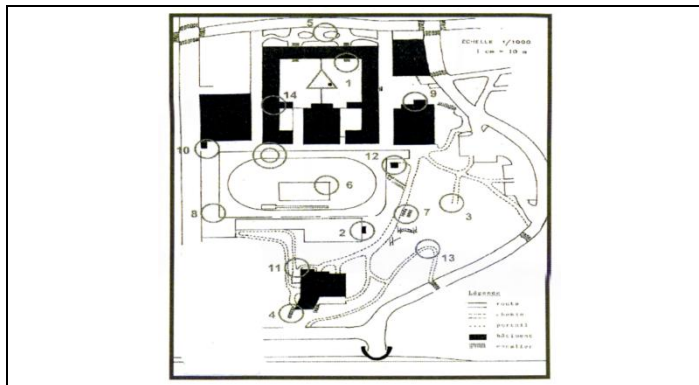 5
ECHELLE 1/1000
1 cm = 10 m
1
14
9
10
12
6
8
7
3
2
13
11
4
Légende
route
chemin
parcours
bâtiment
escalier